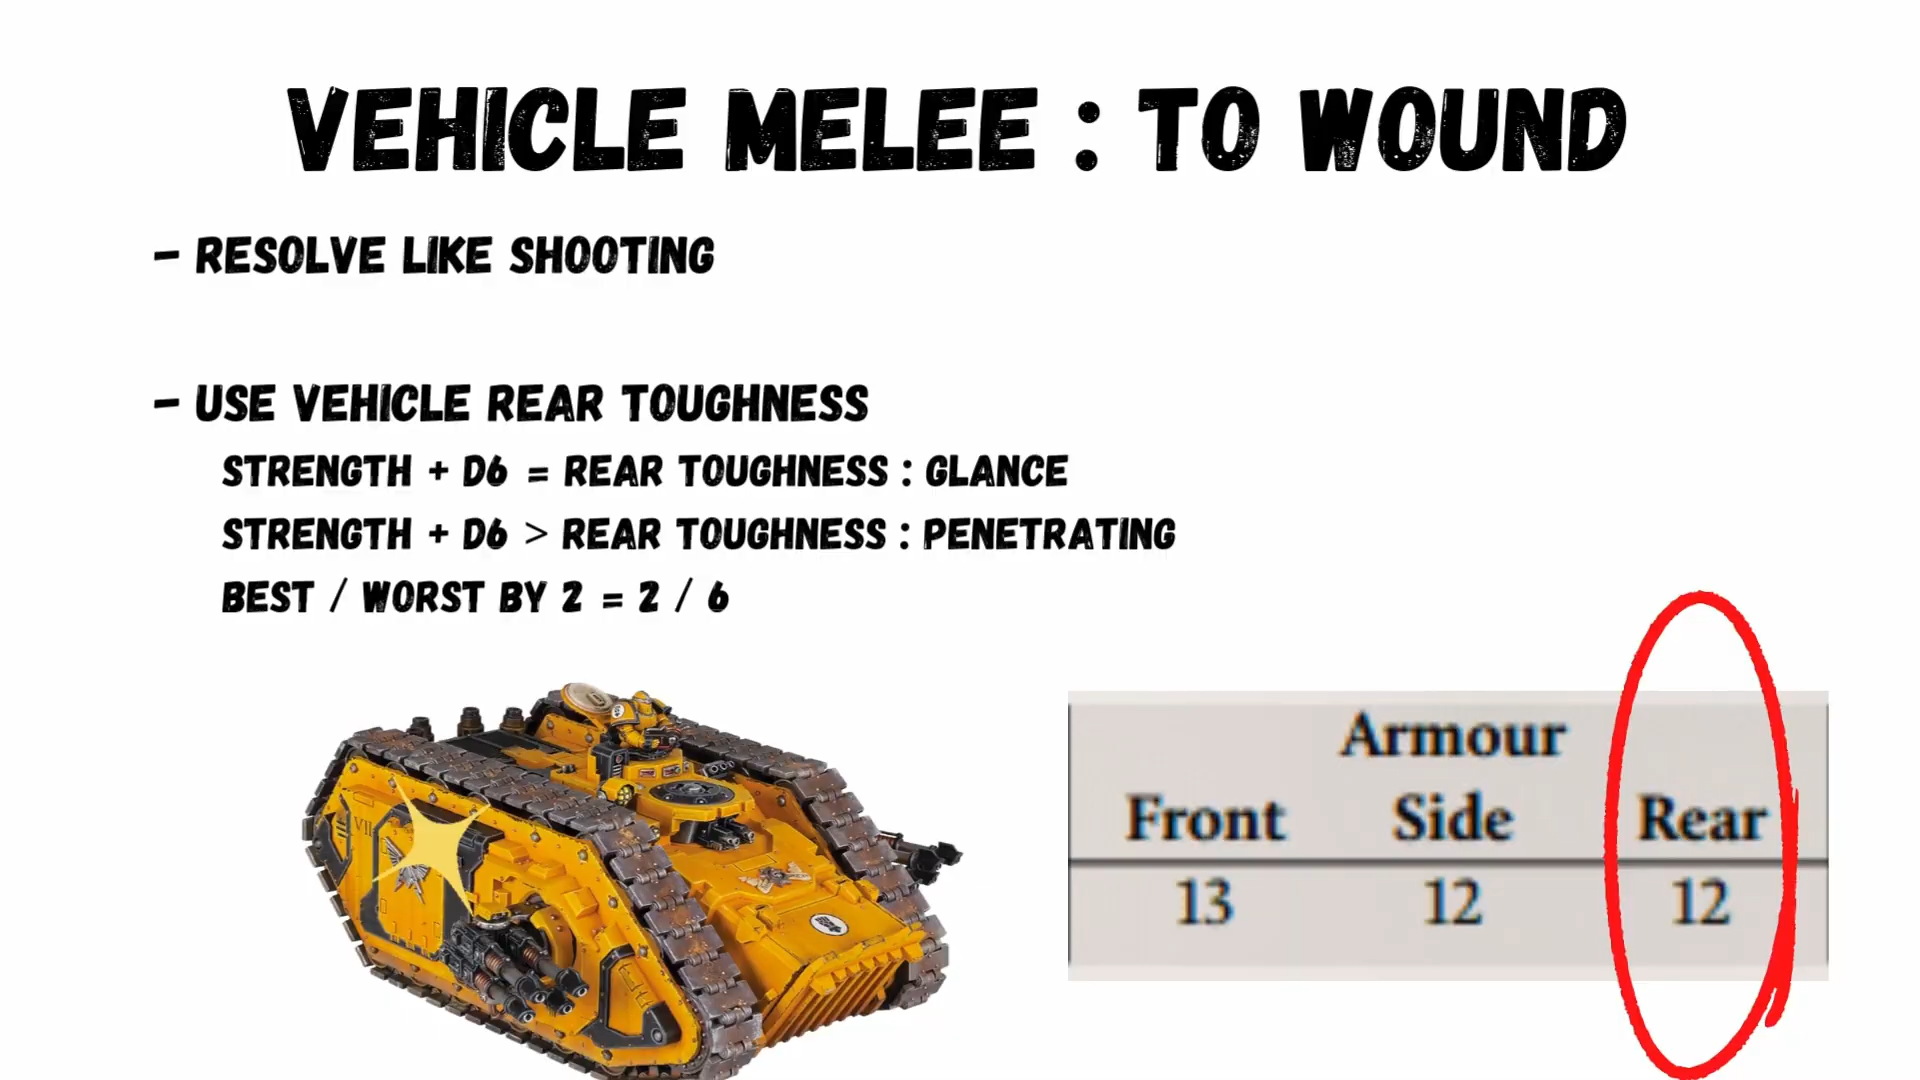 VEHICLE MELEE : TO WOUND
- RESOLVE LIKE SHOOTING
- USE VEHICLE REAR TOUGHNESS
STRENGTH + D6 = REAR TOUGHNESS : GLANCE
STRENGTH + D6 > REAR TOUGHNESS : PENETRATING
BEST / WORST BY 2 = 2 / 6
Armour
Front Side Rear
13 12 12
VII